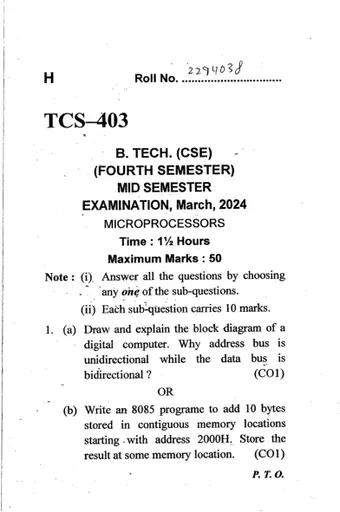 H
Roll No. ..............................
2294038
TCS–403
B. TECH. (CSE)
(FOURTH SEMESTER)
MID SEMESTER
EXAMINATION, March, 2024
MICROPROCESSORS
Time : 1½ Hours
Maximum Marks : 50
Note : (i) Answer all the questions by choosing
any one of the sub-questions.
(ii) Each sub-question carries 10 marks.
1. (a) Draw and explain the block diagram of a
digital computer. Why address bus is
unidirectional while the data bus is
bidirectional ? (CO1)
OR
(b) Write an 8085 programe to add 10 bytes
stored in contiguous memory locations
starting with address 2000H. Store the
result at some memory location. (CO1)
P. T. O.